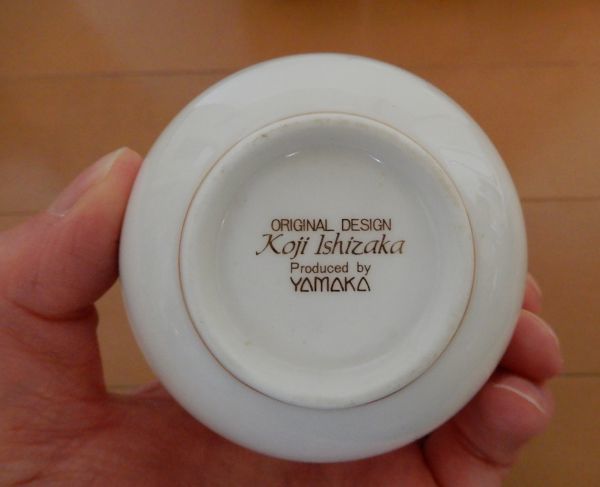 ORIGINAL DESIGN
Koji Ishizaka
Produced by
YAMAKA